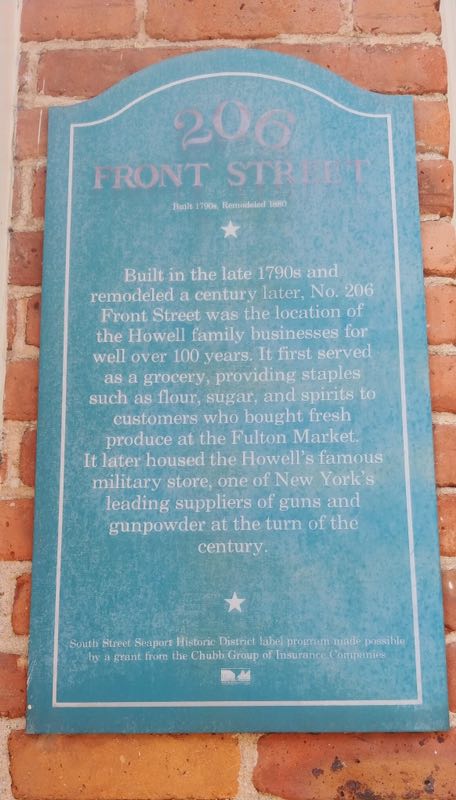 206
FRONT STREET
Built 1790s, Remodeled 1880
Built in the late 1790s and
remodeled a century later, No. 206
Front Street was the location of
the Howell family businesses for
well over 100 years. It first served
as a grocery, providing staples
such as flour, sugar, and spirits to
customers who bought fresh
produce at the Fulton Market.
It later housed the Howell's famous
military store, one of New York's
leading suppliers of guns and
gunpowder at the turn of the
century.
South Street Seaport Historic District label program made possible
by a grant from the Chubb Group of Insurance Companies